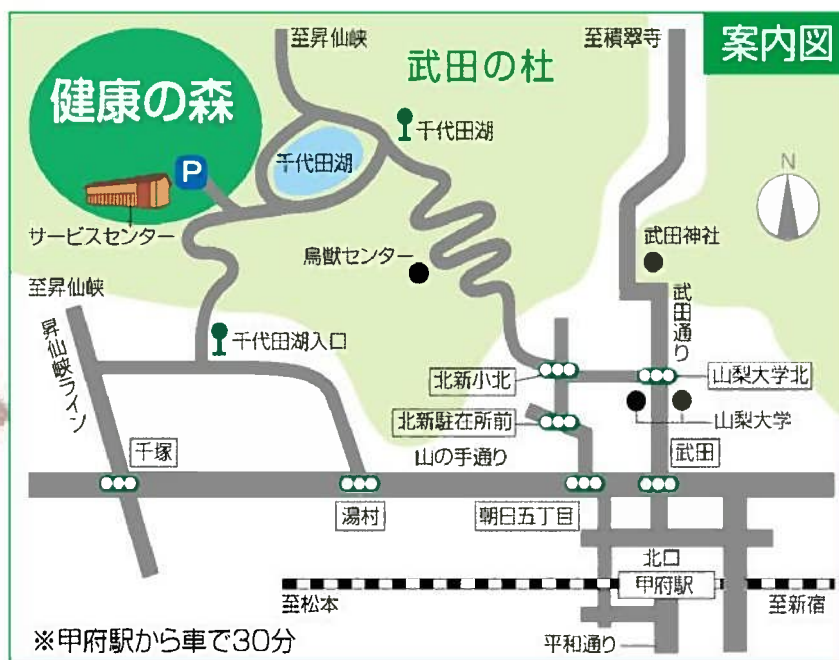 至昇仙峡
至積翠寺
案内図
武田の杜
健康の森
千代田湖
千代田湖
P
N
サービスセンター
鳥獣センター
武田神社
至昇仙峡
武田通り
昇仙峡ライン
千代田湖入口
北新小北
山梨大学北
北新駐在所前
山梨大学
千塚
山の手通り
武田
湯村
朝日五丁目
北口
甲府駅
至松本
至新宿
※甲府駅から車で30分
平和通り